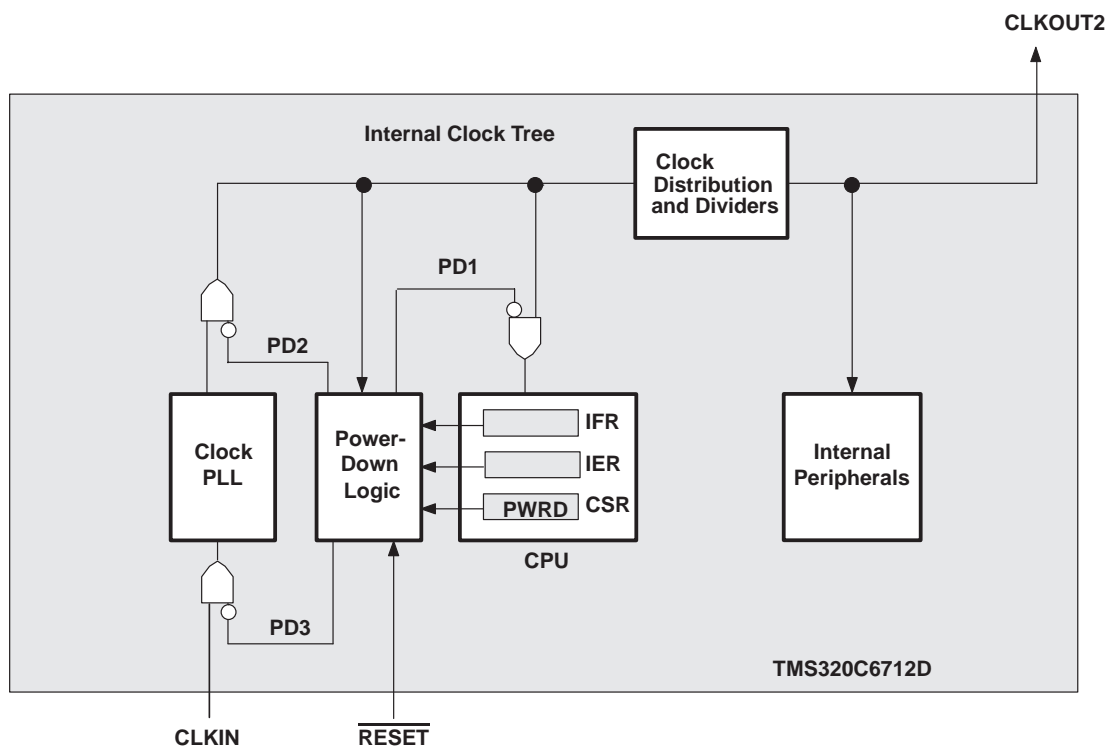 CLKOUT2
Internal Clock Tree
Clock
Distribution
and Dividers
PD1
PD2
Clock
PLL
Power-
Down
Logic
IFR
IER
PWRD
CSR
CPU
Internal
Peripherals
PD3
TMS320C6712D
CLKIN
RESET